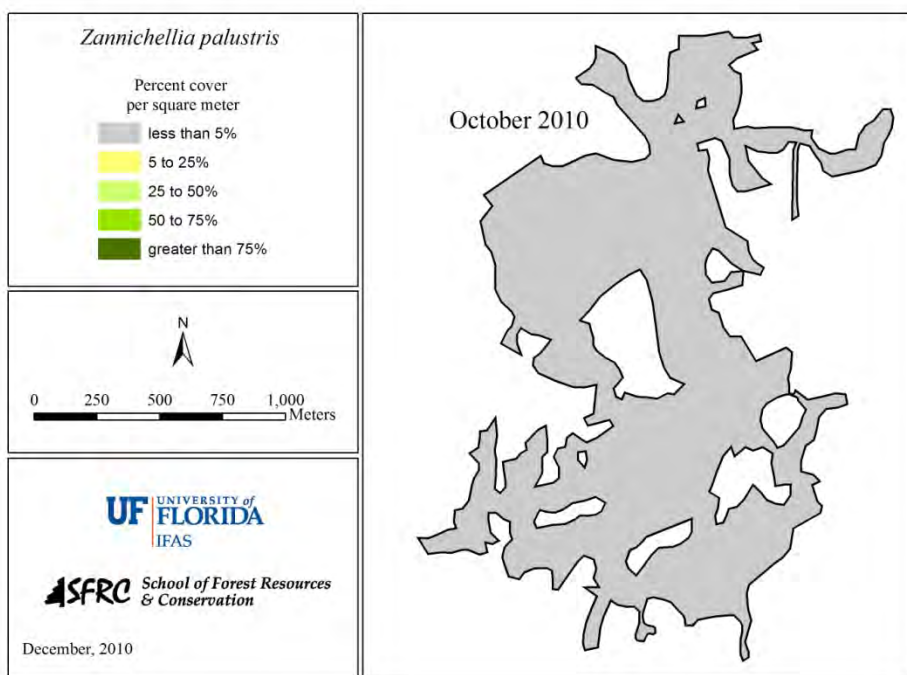 Zannichellia palustris
Percent cover
per square meter
less than 5%
5 to 25%
25 to 50%
50 to 75%
greater than 75%
N
0 250 500 750 1,000
Meters
UF UNIVERSITY of
FLORIDA
IFAS
SFRC School of Forest Resources
& Conservation
December, 2010
October 2010